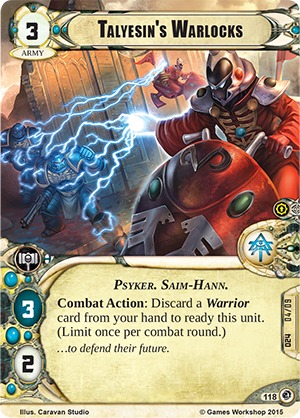 3
ARMY
TALYESIN'S WARLOCKS
PSYKER. SAIM-HANN.
3
Combat Action: Discard a Warrior
card from your hand to ready this unit.
(Limit once per combat round.)
2
...to defend their future.
024 04/09
118
Illus. Caravan Studio
© Games Workshop 2015